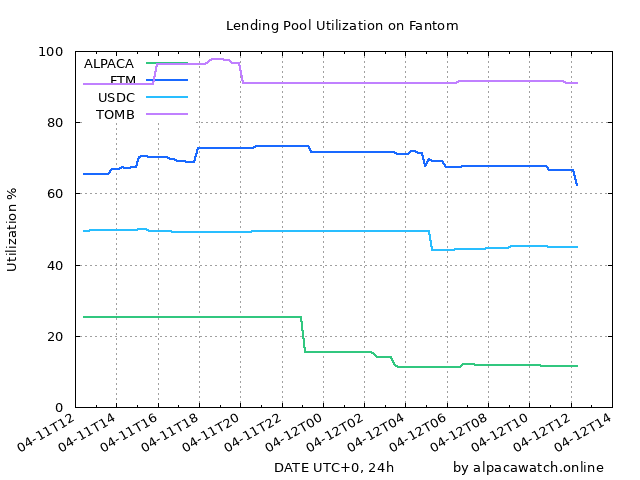 Lending Pool Utilization on Fantom
100
80
60
40
20
0
Utilization %
ALPACA
FTM
USDC
TOMB
04-11T12
04-11T14
04-11T16
04-11T18
04-11T20
04-11T22
04-12T00
04-12T02
04-12T04
04-12T06
04-12T08
04-12T10
04-12T12
04-12T14
DATE UTC+0, 24h
by alpacawatch.online